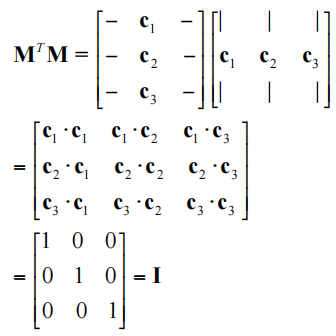 MᵀM = [ – c₁ – ] [ | | | ]
[ – c₂ – ] [ c₁ c₂ c₃ ]
[ – c₃ – ] [ | | | ]
= [ c₁ · c₁ c₁ · c₂ c₁ · c₃ ]
[ c₂ · c₁ c₂ · c₂ c₂ · c₃ ]
[ c₃ · c₁ c₃ · c₂ c₃ · c₃ ]
= [ 1 0 0 ]
[ 0 1 0 ] = I
[ 0 0 1 ]